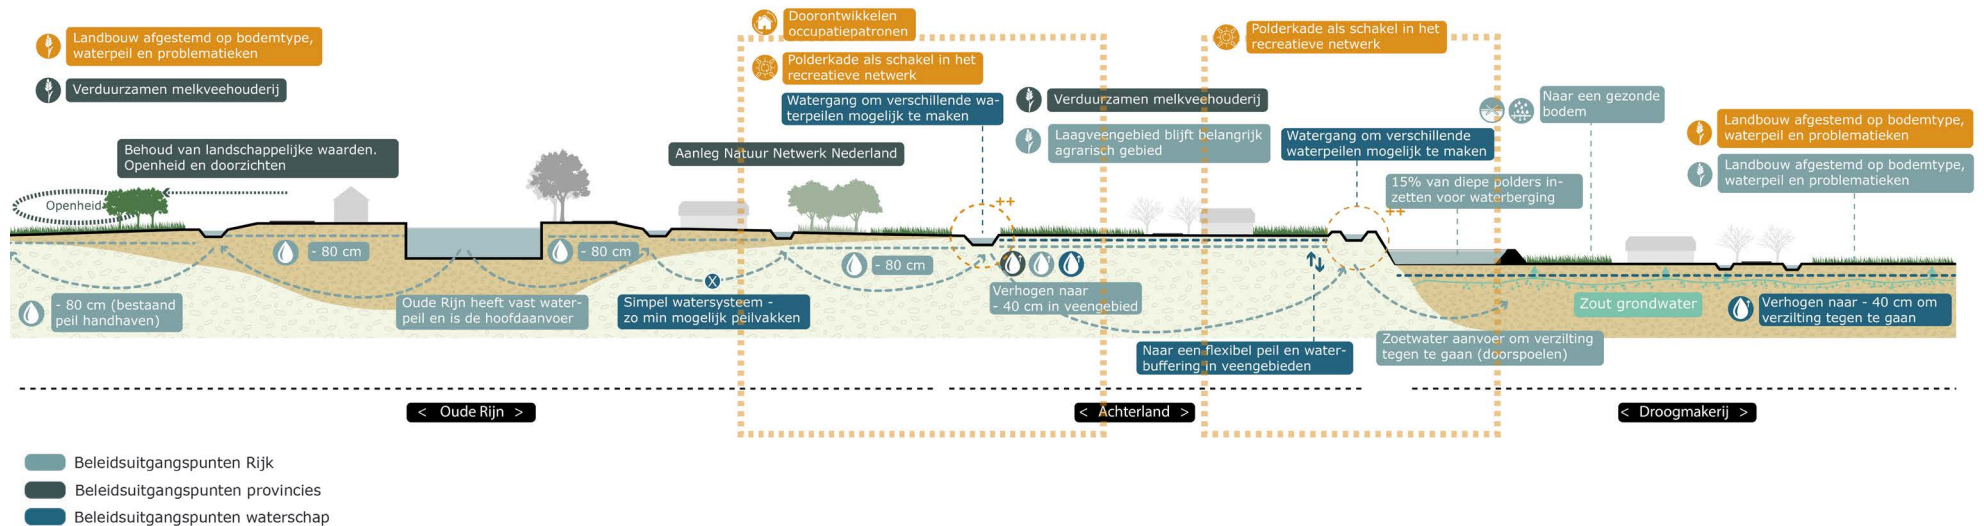 Landbouw afgestemd op bodemtype,
waterpeil en problematieken
Verduurzamen melkveehouderij
Behoud van landschappelijke waarden.
Openheid en doorzichten
Openheid
Doorontwikkelen
occupatiepatronen
Polderkade als schakel in het
recreatieve netwerk
Watergang om verschillende wa-
terpeilen mogelijk te maken
Aanleg Natuur Netwerk Nederland
Verduurzamen melkveehouderij
Laagveengebied blijft belangrijk
agrarisch gebied
Polderkade als schakel in het
recreatieve netwerk
Watergang om verschillende
waterpeilen mogelijk te maken
Naar een gezonde
bodem
15% van diepe polders in-
zetten voor waterberging
Landbouw afgestemd op bodemtype,
waterpeil en problematieken
Landbouw afgestemd op bodemtype,
waterpeil en problematieken
++
++
- 80 cm
- 80 cm
- 80 cm
- 80 cm (bestaand
peil handhaven)
Oude Rijn heeft vast water-
peil en is de hoofdaanvoer
X
Simpel watersysteem -
zo min mogelijk peilvakken
Verhogen naar
- 40 cm in veengebied
Naar een flexibel peil en water-
buffering in veengebieden
Zoetwater aanvoer om verzilting
tegen te gaan (doorspoelen)
Zout grondwater
Verhogen naar - 40 cm om
verzilting tegen te gaan
< Oude Rijn >
< Achterland >
< Droogmakerij >
Beleidsuitgangspunten Rijk
Beleidsuitgangspunten provincies
Beleidsuitgangspunten waterschap